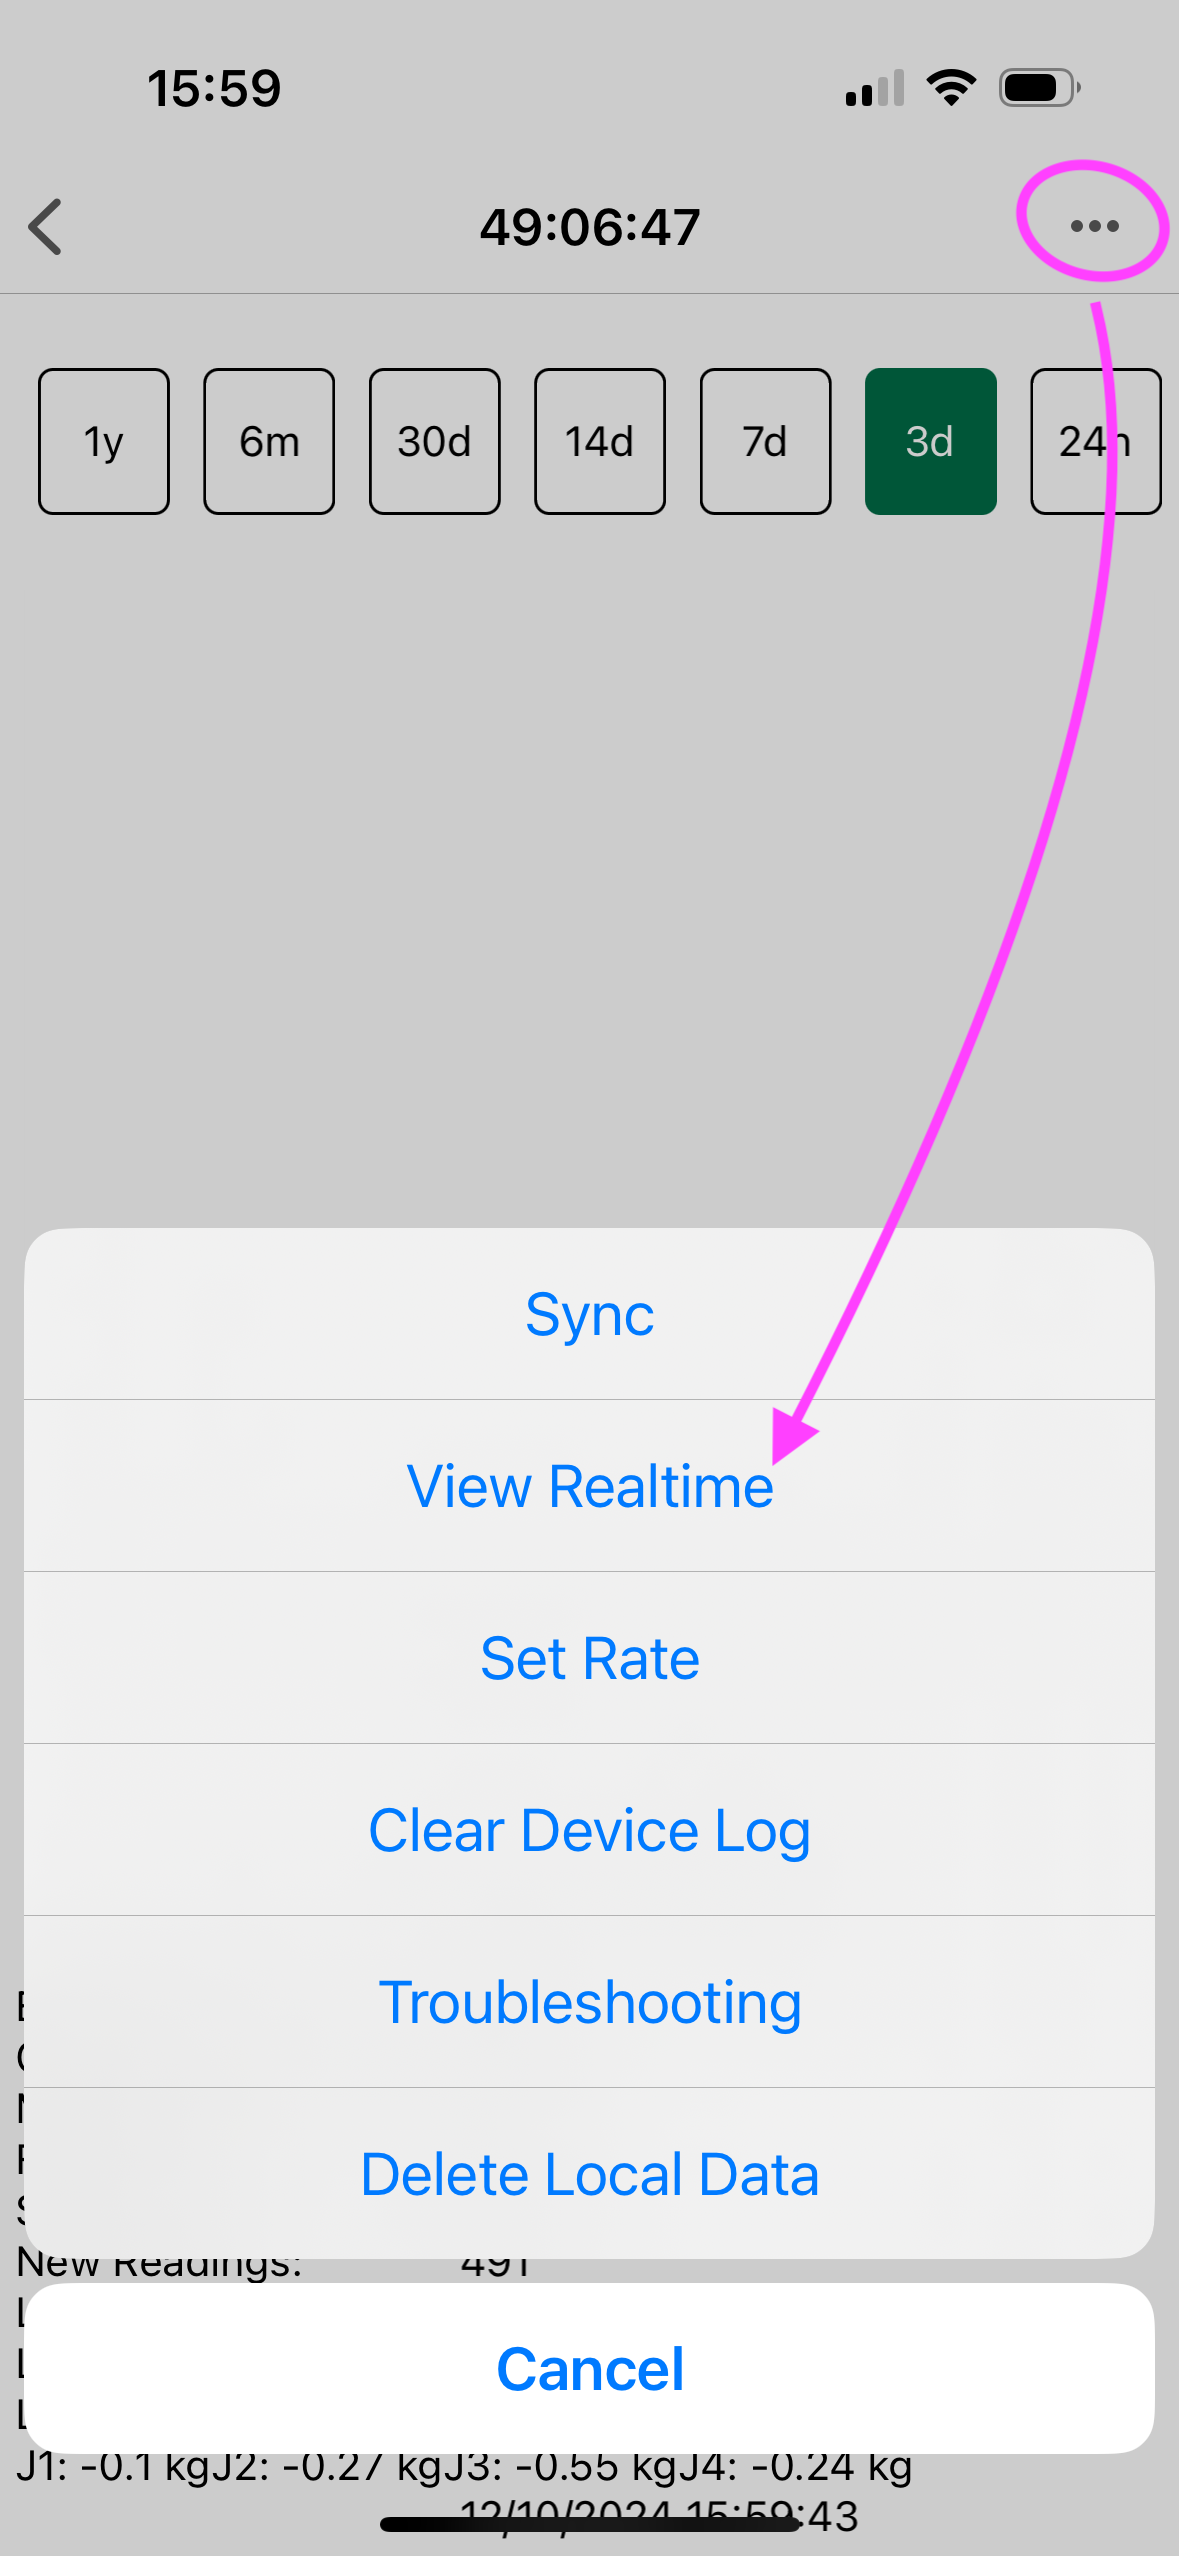 15:59
49:06:47
1y 6m 30d 14d 7d 3d 24h
Sync
View Realtime
Set Rate
Clear Device Log
Troubleshooting
Delete Local Data
New Readings: 491
Cancel
J1: -0.1 kgJ2: -0.27 kgJ3: -0.55 kgJ4: -0.24 kg
12/10/2024 15:59:43